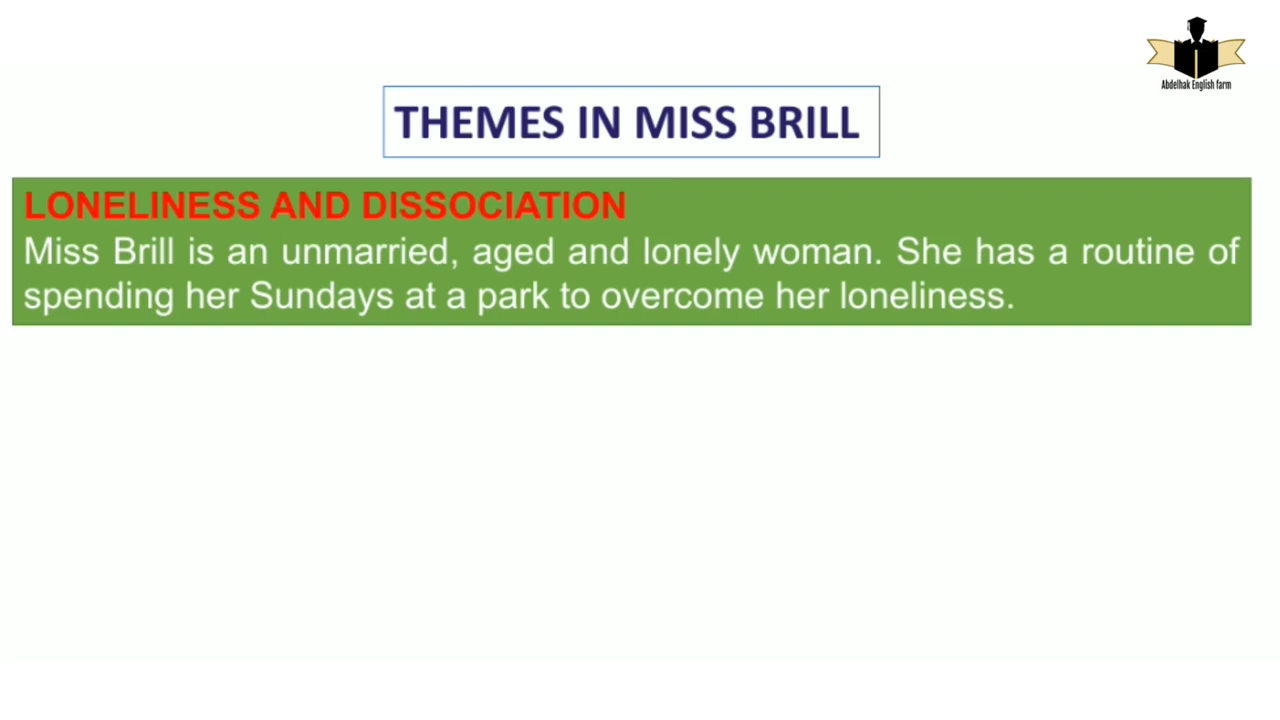 Abdelhak English farm
THEMES IN MISS BRILL
LONELINESS AND DISSOCIATION
Miss Brill is an unmarried, aged and lonely woman. She has a routine of
spending her Sundays at a park to overcome her loneliness.